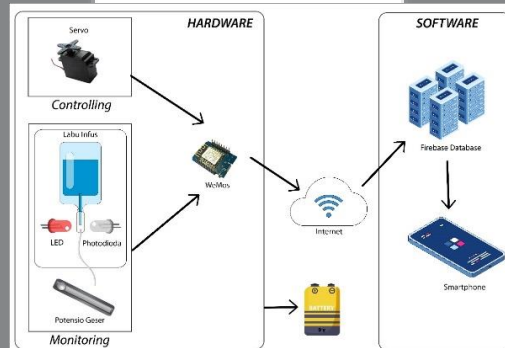 HARDWARE
SOFTWARE
Servo
Controlling
Labu Infus
LED
Photodioda
Potensio Geser
Monitoring
WeMos
Internet
BATTERY
Firebase Database
Smartphone